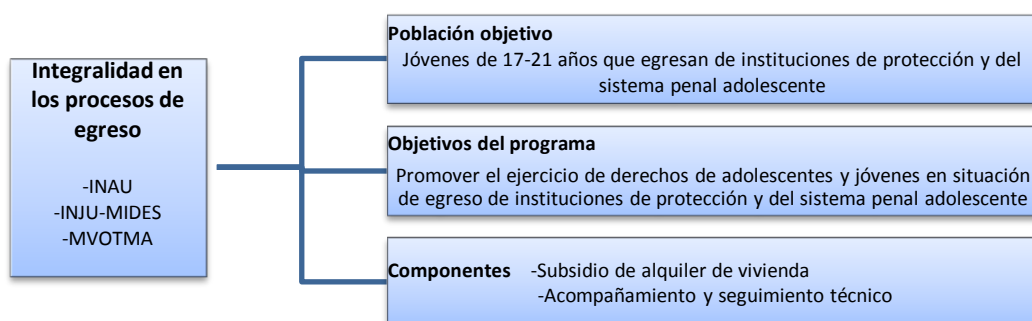 Integralidad en
los procesos de
egreso
-INAU
-INJU-MIDES
-MVOTMA
Población objetivo
Jóvenes de 17-21 años que egresan de instituciones de protección y del
sistema penal adolescente
Objetivos del programa
Promover el ejercicio de derechos de adolescentes y jóvenes en situación
de egreso de instituciones de protección y del sistema penal adolescente
Componentes -Subsidio de alquiler de vivienda
-Acompañamiento y seguimiento técnico